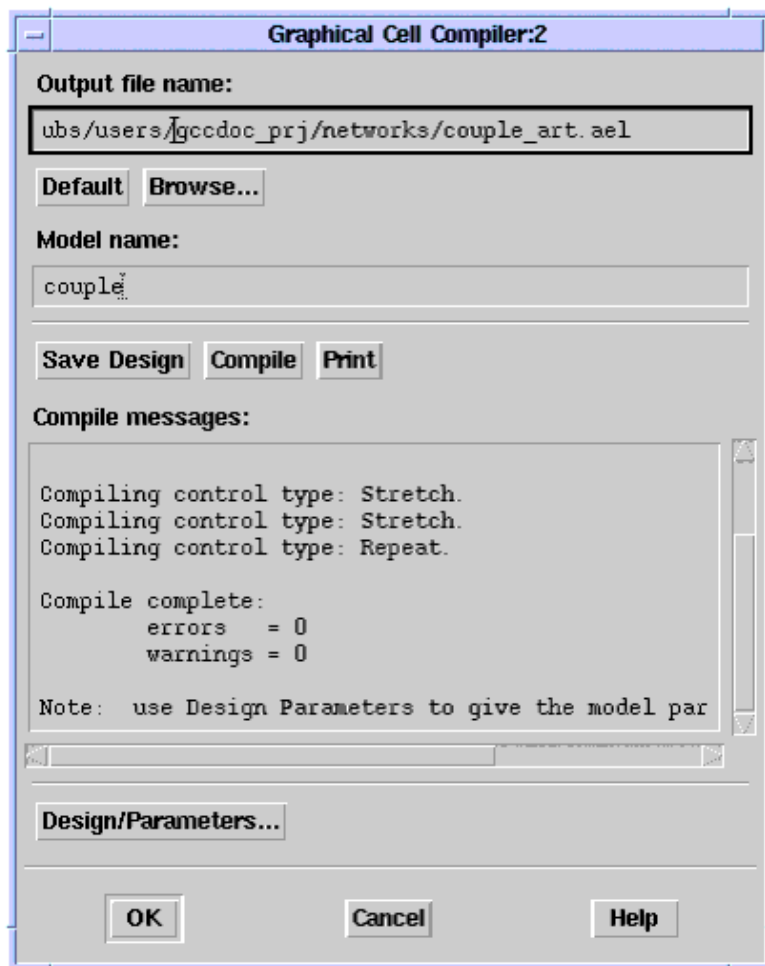 Graphical Cell Compiler:2
Output file name:
ubs/users/gccdoc_prj/networks/couple_art.ael
Default Browse...
Model name:
couple
Save Design Compile Print
Compile messages:
Compiling control type: Stretch.
Compiling control type: Stretch.
Compiling control type: Repeat.
Compile complete:
errors = 0
warnings = 0
Note: use Design Parameters to give the model par
Design/Parameters...
OK Cancel Help